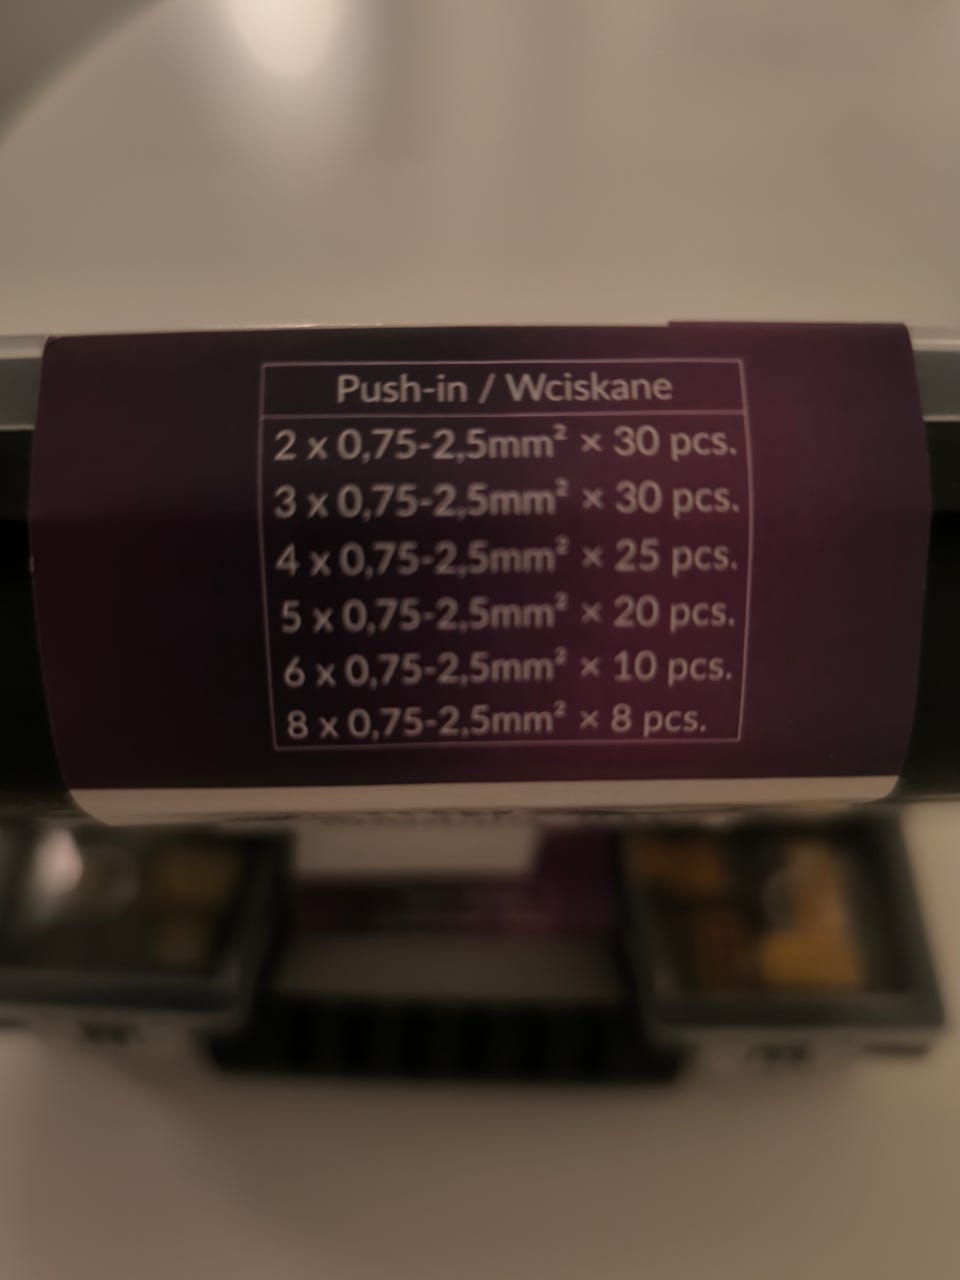 Push-in / Wciskane
2 x 0,75-2,5mm² × 30 pcs.
3 x 0,75-2,5mm² × 30 pcs.
4 x 0,75-2,5mm² × 25 pcs.
5 x 0,75-2,5mm² × 20 pcs.
6 x 0,75-2,5mm² × 10 pcs.
8 x 0,75-2,5mm² × 8 pcs.